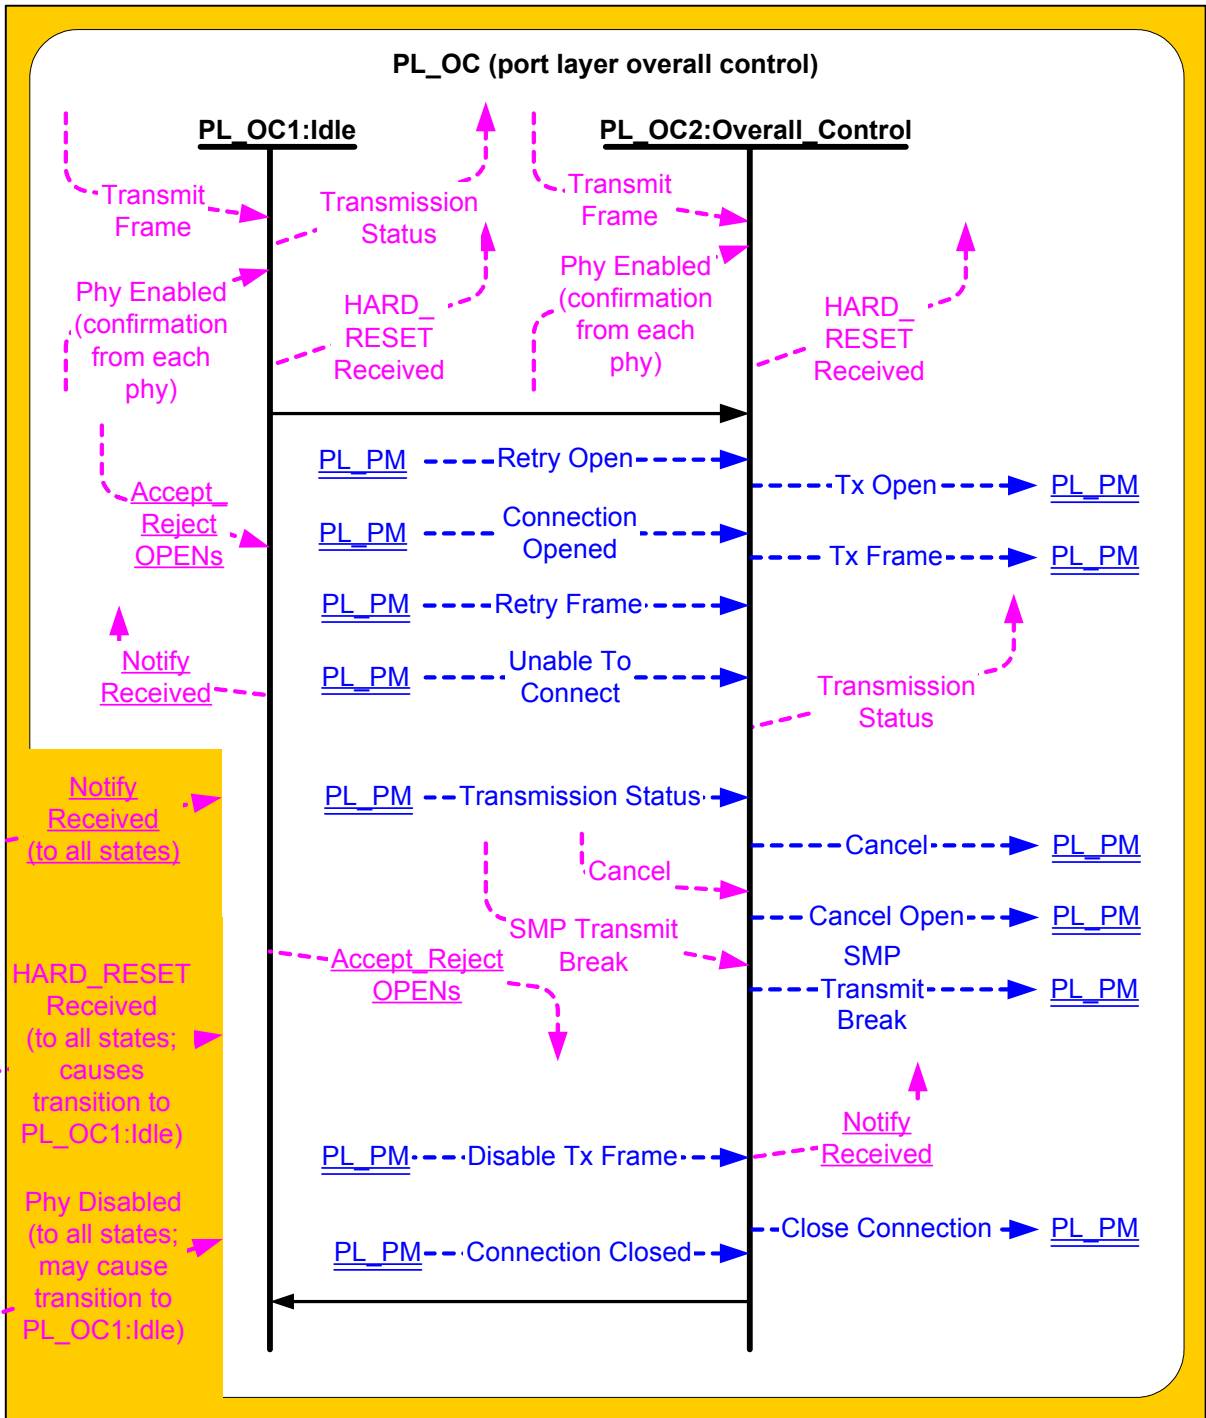 PL_OC (port layer overall control)
PL_OC1:Idle
PL_OC2:Overall_Control
Transmit
Frame
Transmission
Status
Transmit
Frame
Phy Enabled
(confirmation
from each
phy)
HARD_
RESET
Received
Phy Enabled
(confirmation
from each
phy)
HARD_
RESET
Received
PL_PM
Retry Open
Tx Open
PL_PM
Accept_
Reject
OPENs
PL_PM
Connection
Opened
Tx Frame
PL_PM
PL_PM
Retry Frame
Notify
Received
PL_PM
Unable To
Connect
Transmission
Status
Notify
Received
(to all states)
PL_PM
Transmission Status
Cancel
PL_PM
Cancel
SMP Transmit
Break
Cancel Open
PL_PM
Accept_Reject
OPENs
SMP
Transmit
Break
PL_PM
HARD_RESET
Received
(to all states;
causes
transition to
PL_OC1:Idle)
PL_PM
Disable Tx Frame
Notify
Received
Phy Disabled
(to all states;
may cause
transition to
PL_OC1:Idle)
Close Connection
PL_PM
PL_PM
Connection Closed